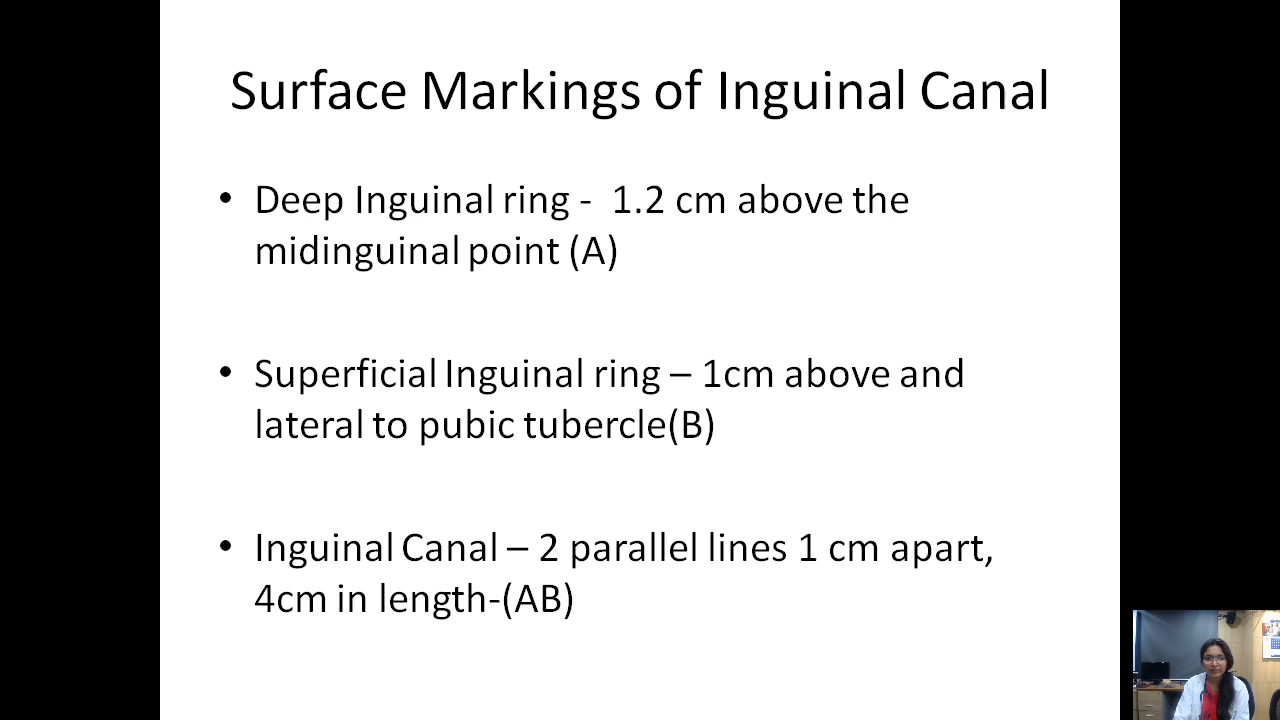 Surface Markings of Inguinal Canal
• Deep Inguinal ring -  1.2 cm above the
midinguinal point (A)
• Superficial Inguinal ring – 1cm above and
lateral to pubic tubercle(B)
• Inguinal Canal – 2 parallel lines 1 cm apart,
4cm in length-(AB)